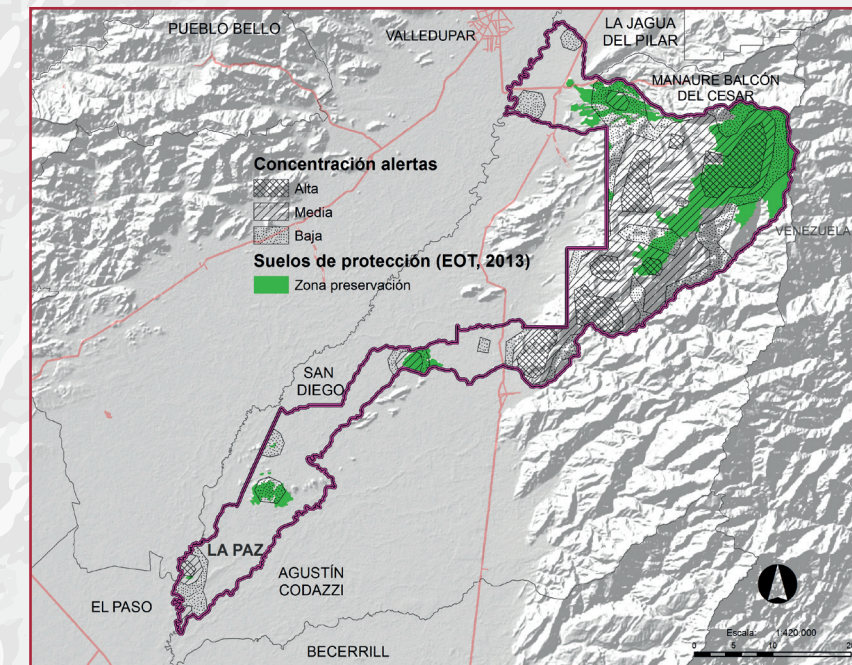 PUEBLO BELLO
VALLEDUPAR
LA JAGUA
DEL PILAR
MANAURE BALCÓN
DEL CESAR
Concentración alertas
Alta
Media
Baja
VENEZUELA
Suelos de protección (EOT, 2013)
Zona preservación
SAN
DIEGO
LA PAZ
AGUSTÍN
CODAZZI
EL PASO
BECERRILL
Escala: 1:420.000
0 5 10